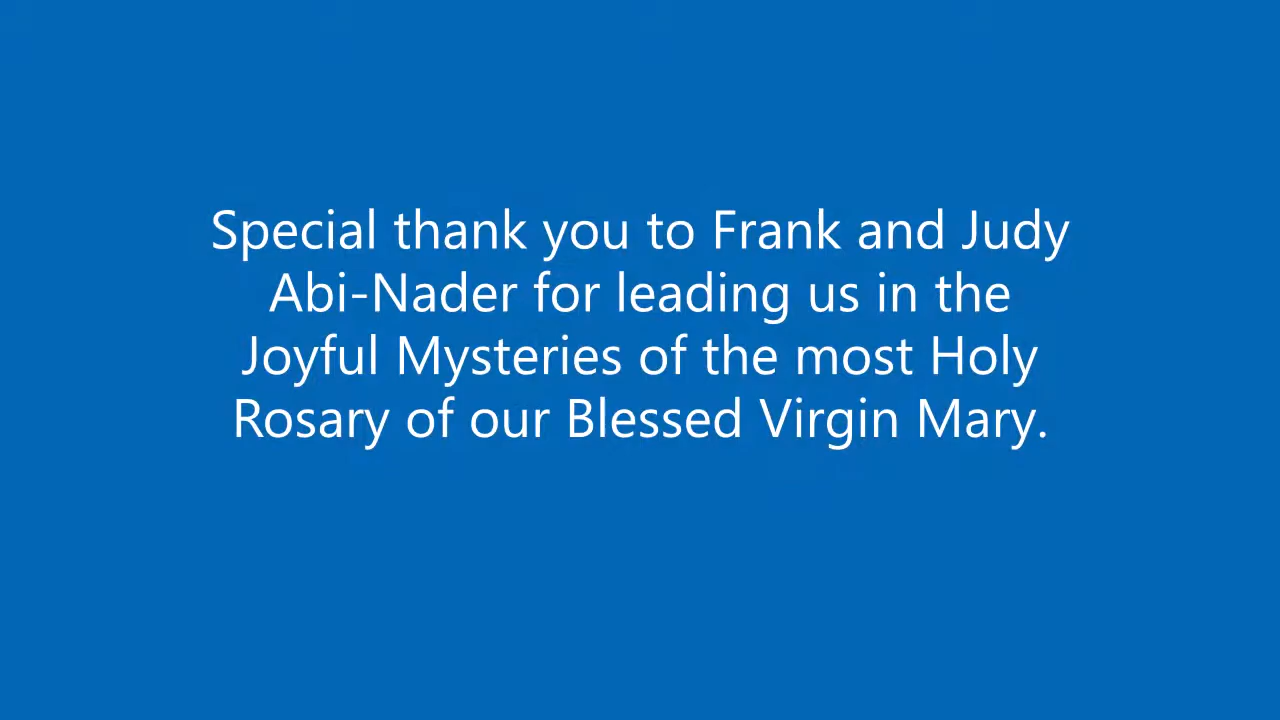 Special thank you to Frank and Judy
Abi-Nader for leading us in the
Joyful Mysteries of the most Holy
Rosary of our Blessed Virgin Mary.